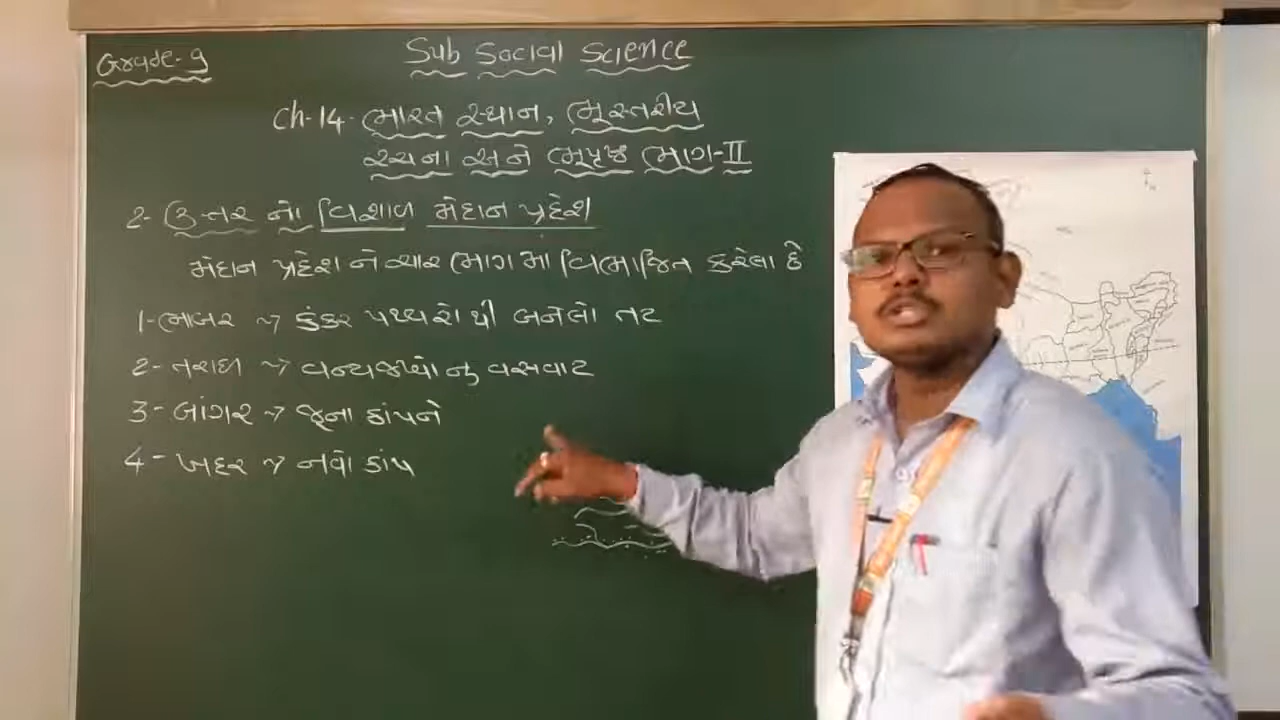 Grade-9
Sub Social Science
Ch-14- ભારત સ્થાન, ભૂસ્તરીય
રચના અને ભૂપૃષ્ઠ ભાગ-II
2- ઉત્તર નો વિશાળ મેદાન પ્રદેશ
મેદાન પ્રદેશ ને ચાર ભાગ મા વિભાજિત કરેલા છે
1- ભાબર ~> કંકર પથ્થરો થી બનેલો તટ
2- તરાઈ ~> વન્યજીવો નુ વસવાટ
3- બાંગર ~> જૂના કાંપને
4- ખદર ~> નવો કાંપ